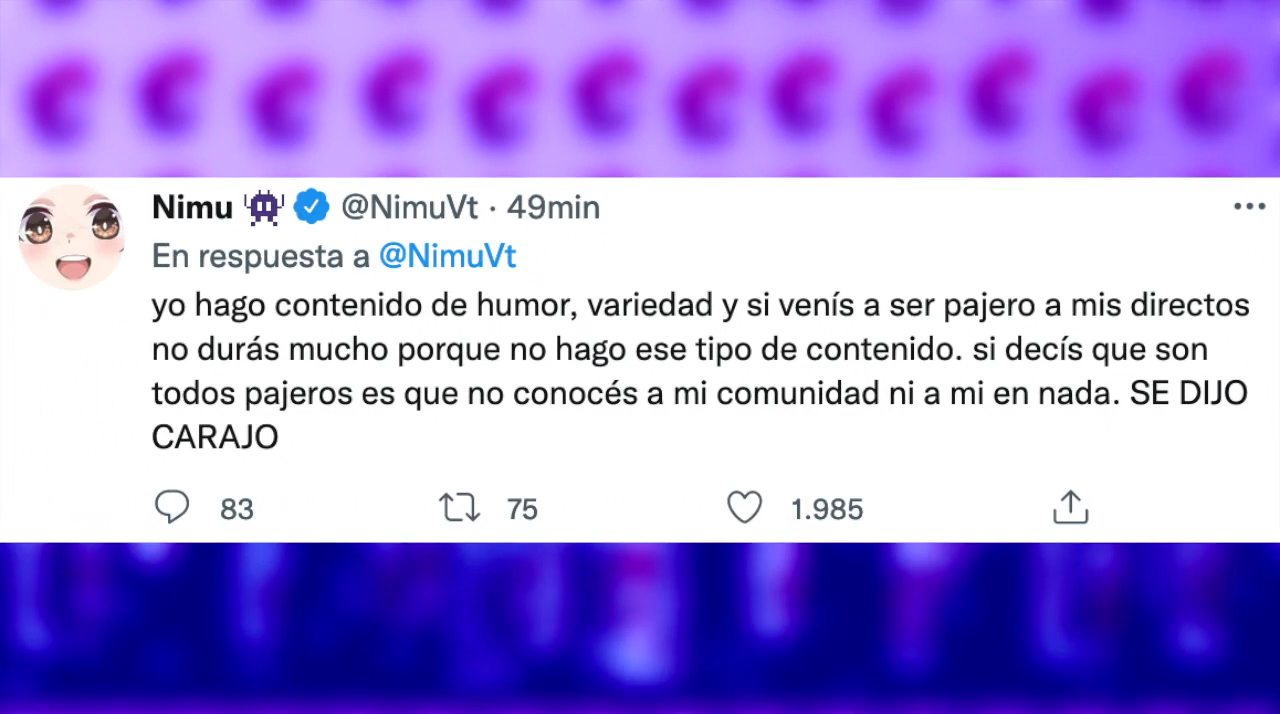 Nimu @NimuVt · 49min
En respuesta a @NimuVt
yo hago contenido de humor, variedad y si venís a ser pajero a mis directos
no durás mucho porque no hago ese tipo de contenido. si decís que son
todos pajeros es que no conocés a mi comunidad ni a mi en nada. SE DIJO
CARAJO
83 75 1.985